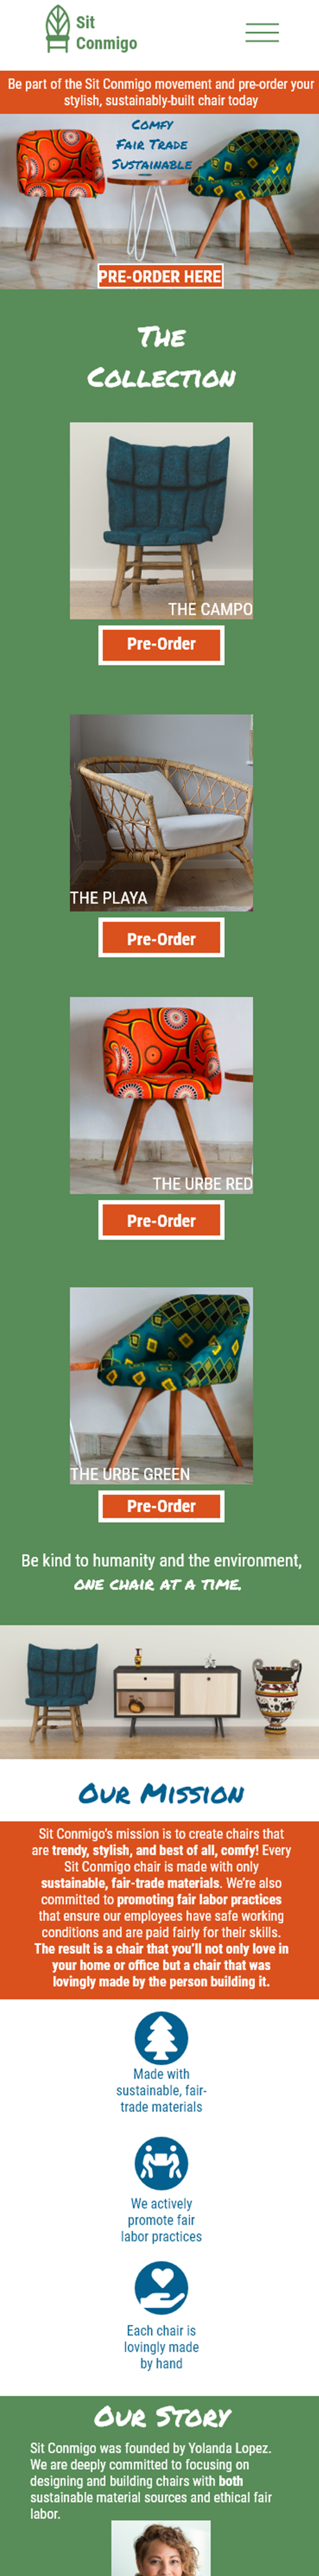 Sit
Conmigo
Be part of the Sit Conmigo movement and pre-order your
stylish, sustainably-built chair today
Comfy
Fair Trade
Sustainable
PRE-ORDER HERE
The
Collection
THE CAMPO
Pre-Order
THE PLAYA
Pre-Order
THE URBE RED
Pre-Order
THE URBE GREEN
Pre-Order
Be kind to humanity and the environment,
ONE CHAIR AT A TIME.
Our Mission
Sit Conmigo's mission is to create chairs that
are trendy, stylish, and best of all, comfy! Every
Sit Conmigo chair is made with only
sustainable, fair-trade materials. We're also
committed to promoting fair labor practices
that ensure our employees have safe working
conditions and are paid fairly for their skills.
The result is a chair that you'll not only love in
your home or office but a chair that was
lovingly made by the person building it.
Made with
sustainable, fair-
trade materials
We actively
promote fair
labor practices
Each chair is
lovingly made
by hand
Our Story
Sit Conmigo was founded by Yolanda Lopez.
We are deeply committed to focusing on
designing and building chairs with both
sustainable material sources and ethical fair
labor.